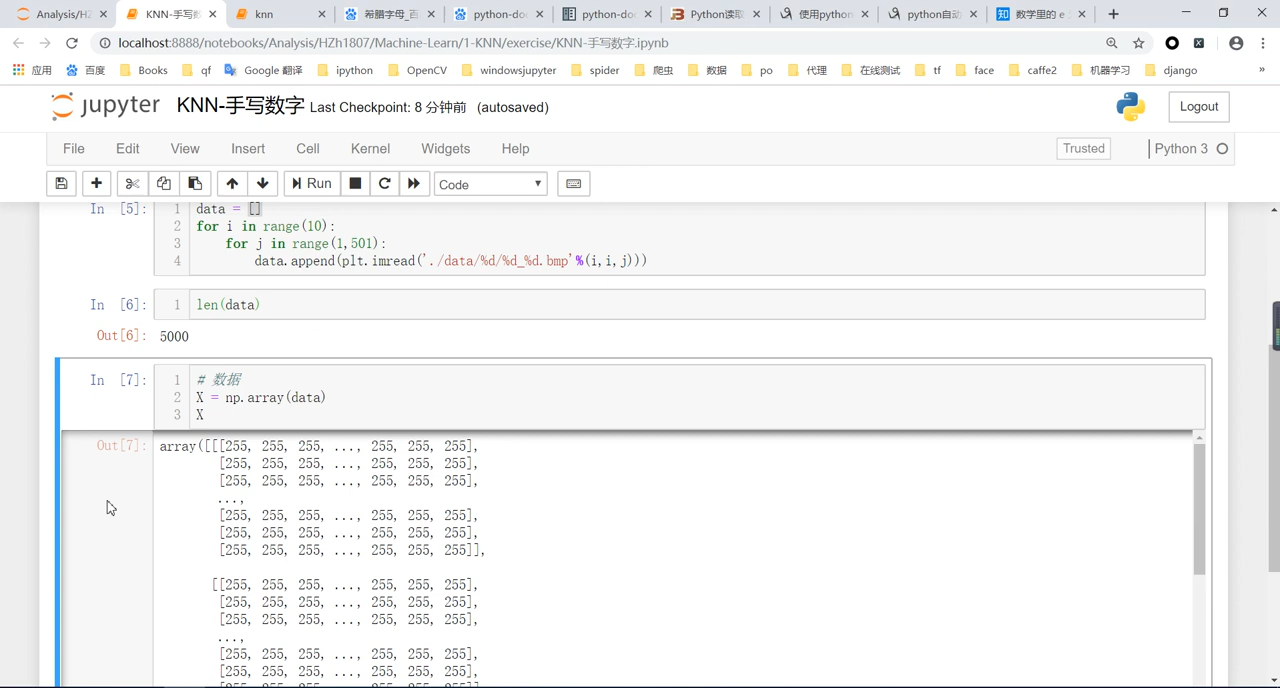 Analysis/HZ
KNN-手写数
knn
希腊字母_百
python-doc
python-doc
Python读取
使用python
python自动
数学里的 e
localhost:8888/notebooks/Analysis/HZh1807/Machine-Learn/1-KNN/exercise/KNN-手写数字.ipynb
应用
百度
Books
qf
Google 翻译
ipython
OpenCV
windowsjupyter
spider
爬虫
数据
po
代理
在线测试
tf
face
caffe2
机器学习
django
»
jupyter KNN-手写数字 Last Checkpoint: 8 分钟前 (autosaved)
Logout
File Edit View Insert Cell Kernel Widgets Help
Trusted
Python 3
Run
Code
In [5]:
1 data = []
2 for i in range(10):
3     for j in range(1,501):
4         data.append(plt.imread('./data/%d/%d_%d.bmp'%(i,i,j)))
In [6]:
1 len(data)
Out[6]: 5000
In [7]:
1 # 数据
2 X = np.array(data)
3 X
Out[7]: array([[[255, 255, 255, ..., 255, 255, 255],
[255, 255, 255, ..., 255, 255, 255],
[255, 255, 255, ..., 255, 255, 255],
...,
[255, 255, 255, ..., 255, 255, 255],
[255, 255, 255, ..., 255, 255, 255],
[255, 255, 255, ..., 255, 255, 255]],
[[255, 255, 255, ..., 255, 255, 255],
[255, 255, 255, ..., 255, 255, 255],
[255, 255, 255, ..., 255, 255, 255],
...,
[255, 255, 255, ..., 255, 255, 255],
[255, 255, 255, ..., 255, 255, 255],
[255, 255, 255, ..., 255, 255, 255]]